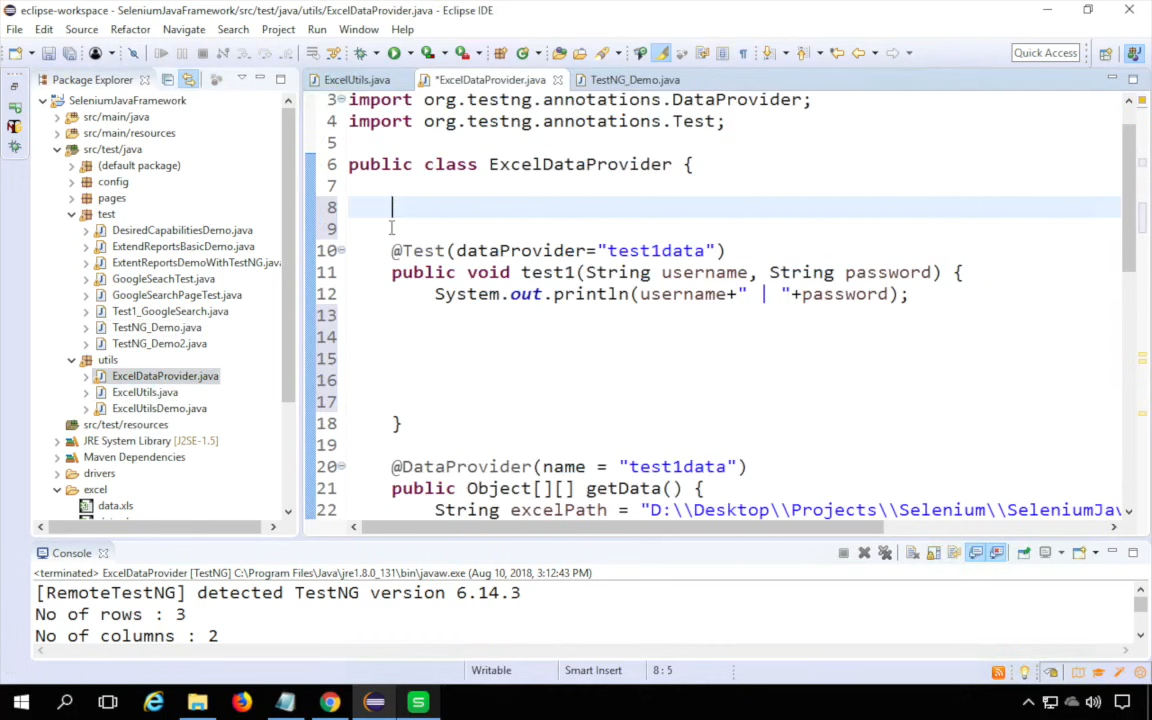 eclipse-workspace - SeleniumJavaFramework/src/test/java/utils/ExcelDataProvider.java - Eclipse IDE
File Edit Source Refactor Navigate Search Project Run Window Help
Quick Access
Package Explorer
ExcelUtils.java
*ExcelDataProvider.java
TestNG_Demo.java
SeleniumJavaFramework
src/main/java
src/main/resources
src/test/java
(default package)
config
pages
test
DesiredCapabilitiesDemo.java
ExtendReportsBasicDemo.java
ExtentReportsDemoWithTestNG.java
GoogleSeachTest.java
GoogleSearchPageTest.java
Test1_GoogleSearch.java
TestNG_Demo.java
TestNG_Demo2.java
utils
ExcelDataProvider.java
ExcelUtils.java
ExcelUtilsDemo.java
src/test/resources
JRE System Library [J2SE-1.5]
Maven Dependencies
drivers
excel
data.xls
3 import org.testng.annotations.DataProvider;
4 import org.testng.annotations.Test;
5
6 public class ExcelDataProvider {
7
8
9
10 @Test(dataProvider="test1data")
11 public void test1(String username, String password) {
12 System.out.println(username+" | "+password);
13
14
15
16
17
18 }
19
20 @DataProvider(name = "test1data")
21 public Object[][] getData() {
22 String excelPath = "D:\\Desktop\\Projects\\Selenium\\SeleniumJav
Console
<terminated> ExcelDataProvider [TestNG] C:\Program Files\Java\jre1.8.0_131\bin\javaw.exe (Aug 10, 2018, 3:12:43 PM)
[RemoteTestNG] detected TestNG version 6.14.3
No of rows : 3
No of columns : 2
Writable
Smart Insert
8 : 5